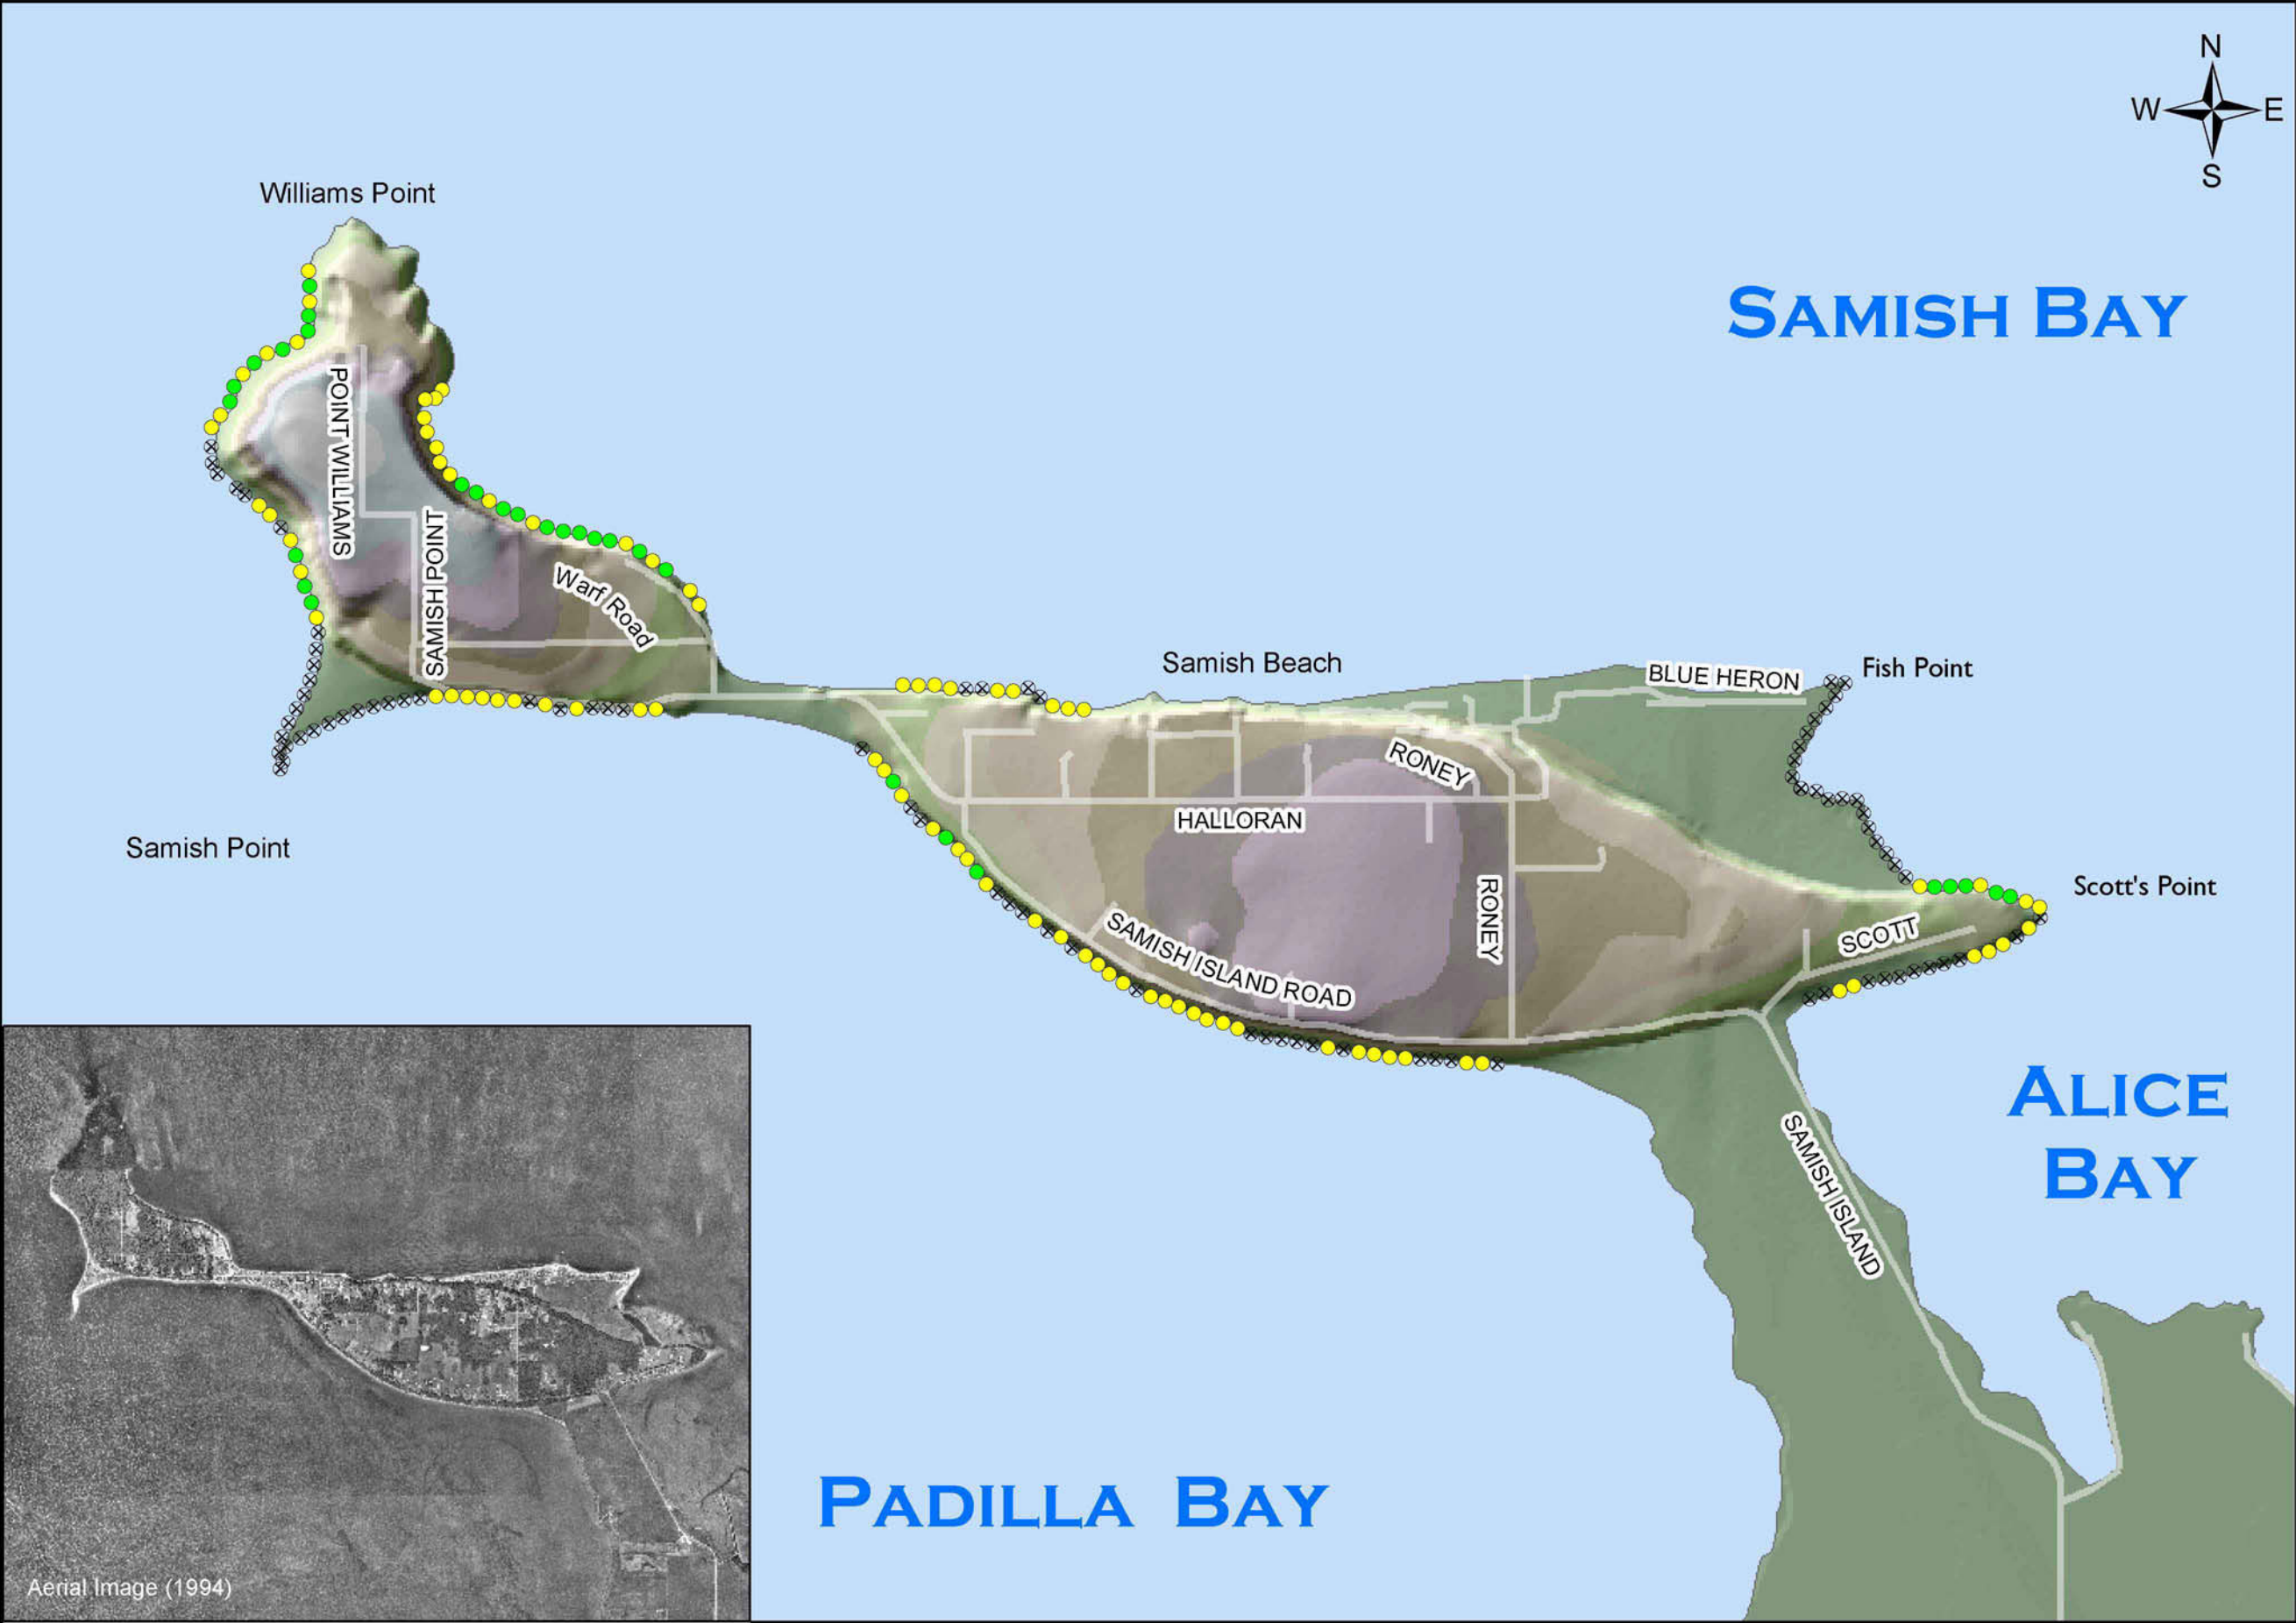 N
W E
S
Williams Point
SAMISH BAY
POINT WILLIAMS
SAMISH POINT
Warf Road
Samish Beach
BLUE HERON
Fish Point
RONEY
HALLORAN
Samish Point
RONEY
Scott's Point
SCOTT
SAMISH ISLAND ROAD
ALICE
BAY
SAMISH ISLAND
PADILLA BAY
Aerial Image (1994)